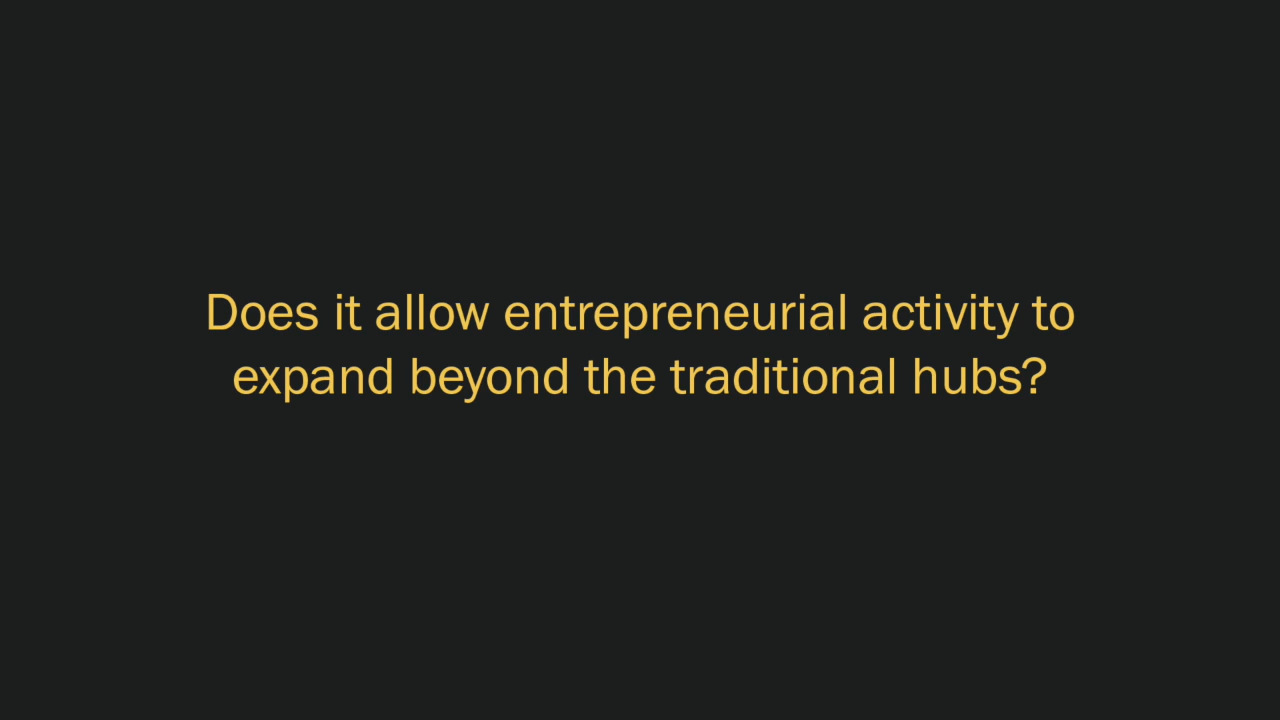 Does it allow entrepreneurial activity to
expand beyond the traditional hubs?